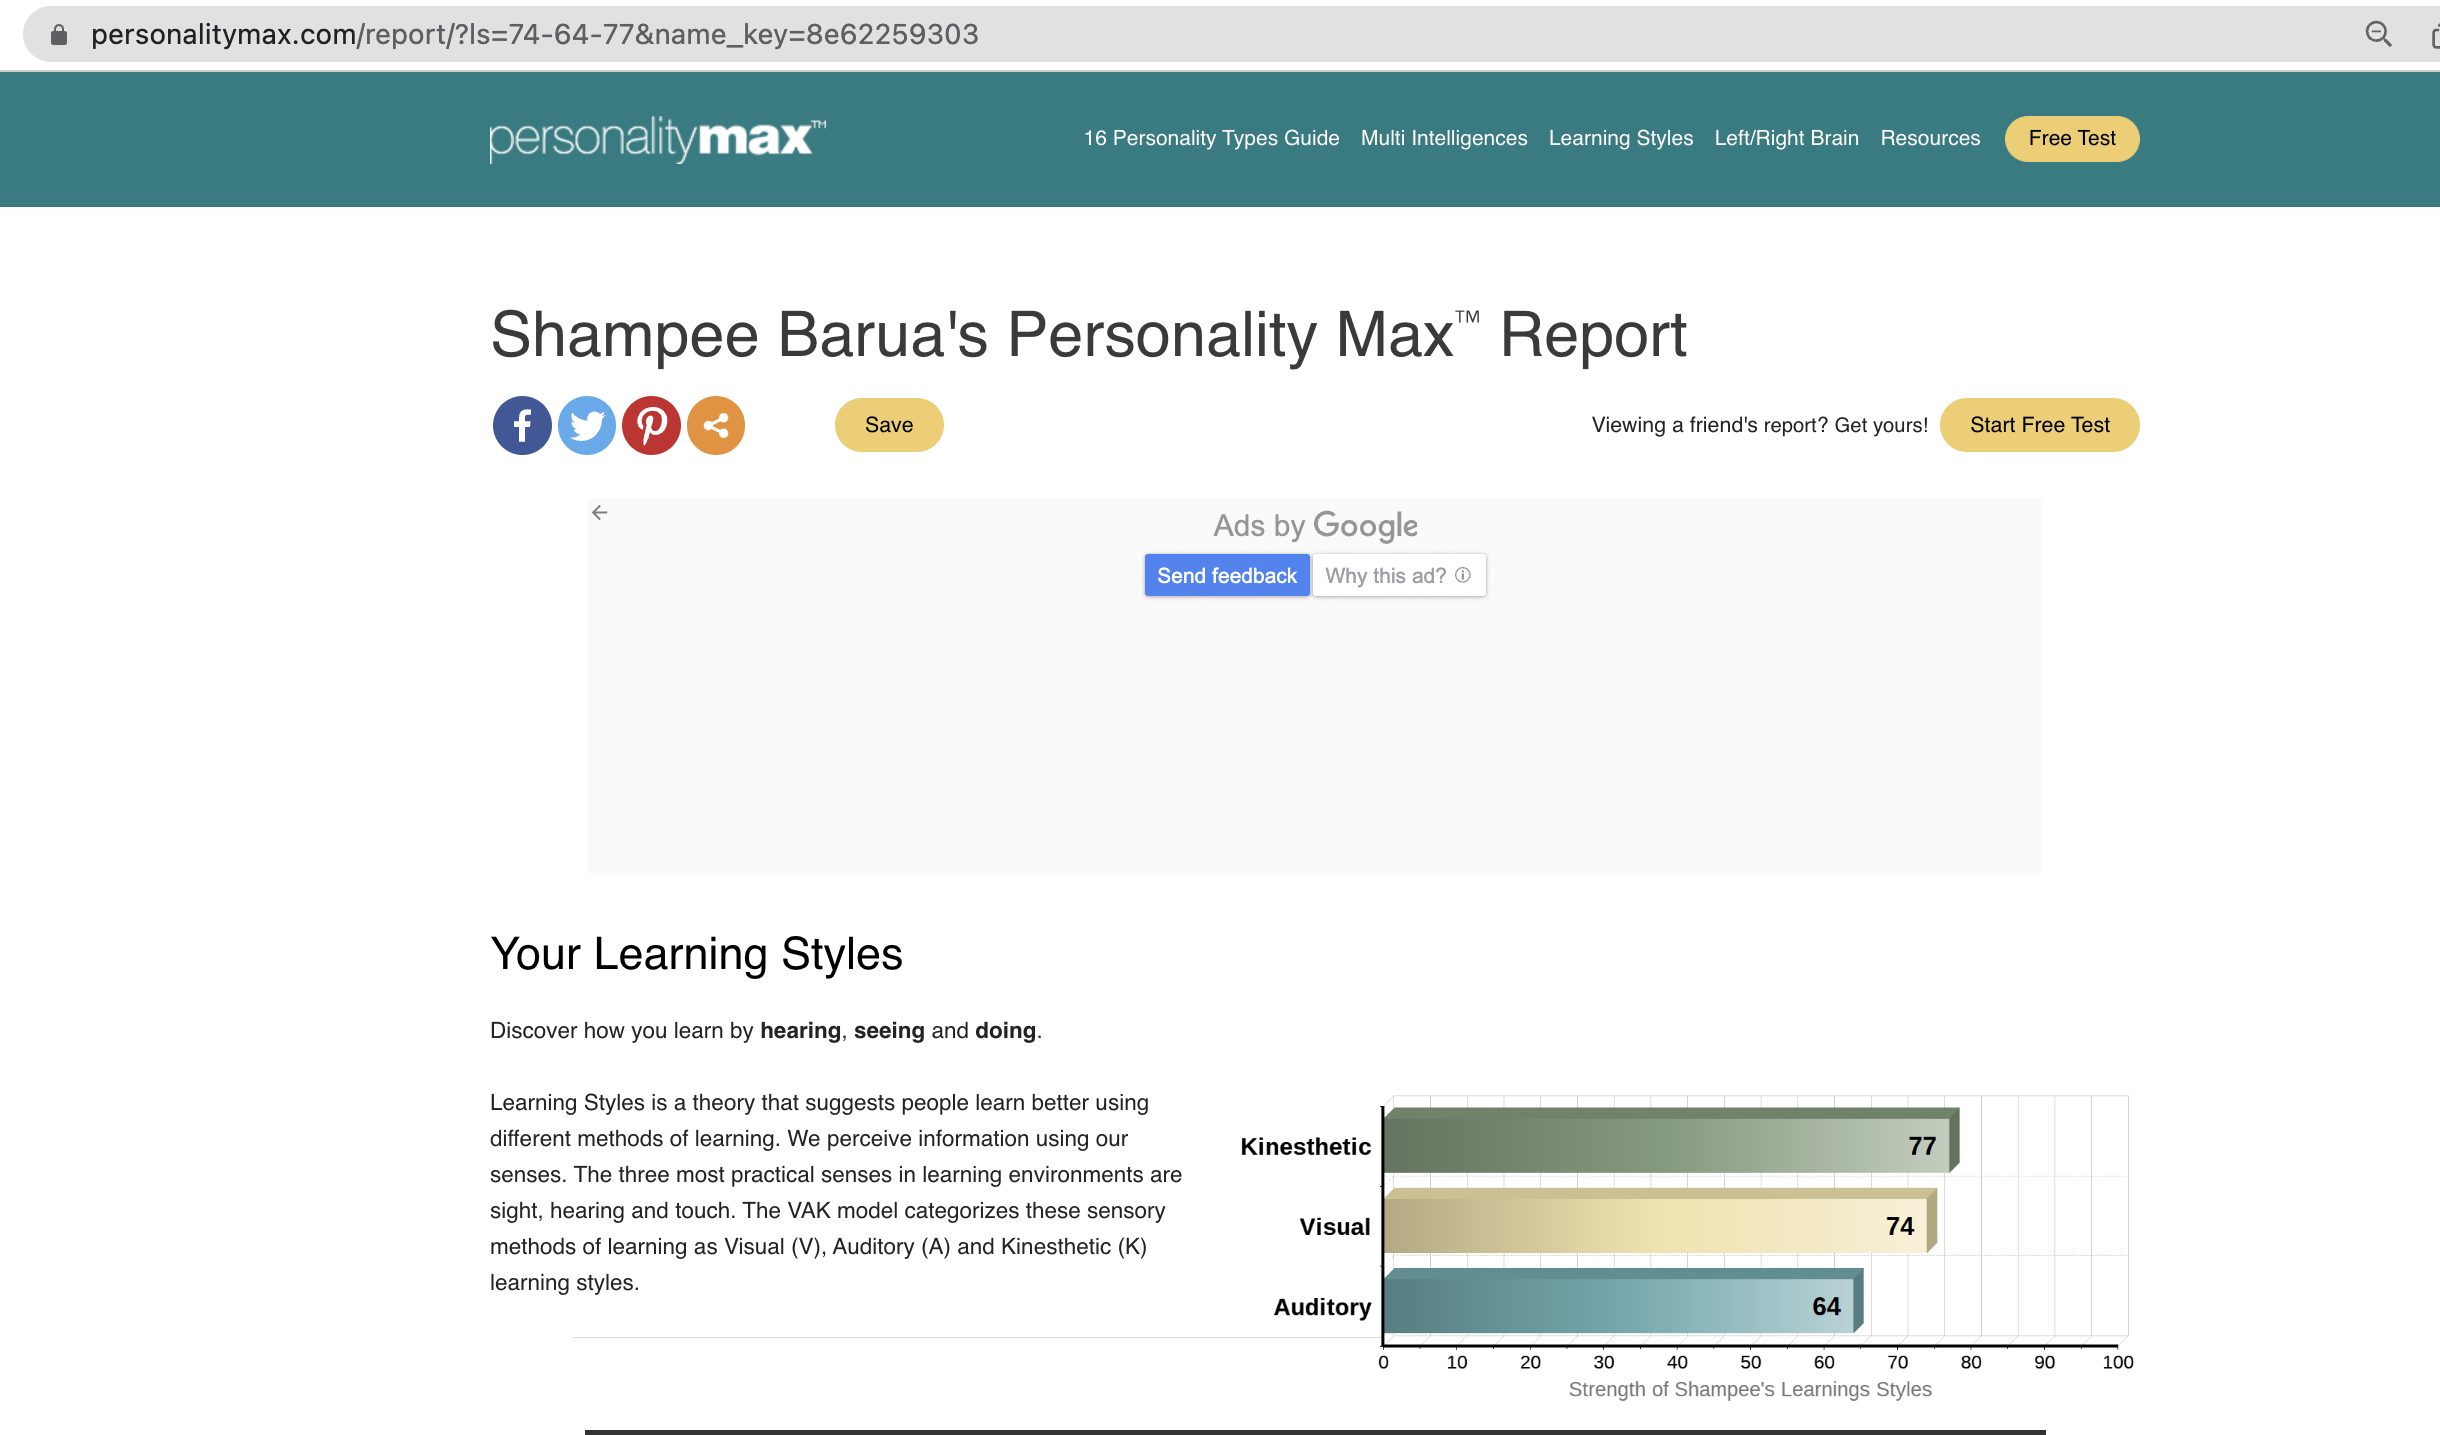 personalitymax.com/report/?ls=74-64-77&name_key=8e62259303
personalitymax™
16 Personality Types Guide Multi Intelligences Learning Styles Left/Right Brain Resources Free Test
Shampee Barua's Personality Max™ Report
Save
Viewing a friend's report? Get yours! Start Free Test
Ads by Google
Send feedback Why this ad?
Your Learning Styles
Discover how you learn by hearing, seeing and doing.
Learning Styles is a theory that suggests people learn better using
different methods of learning. We perceive information using our
senses. The three most practical senses in learning environments are
sight, hearing and touch. The VAK model categorizes these sensory
methods of learning as Visual (V), Auditory (A) and Kinesthetic (K)
learning styles.
Kinesthetic 77
Visual 74
Auditory 64
0 10 20 30 40 50 60 70 80 90 100
Strength of Shampee's Learnings Styles